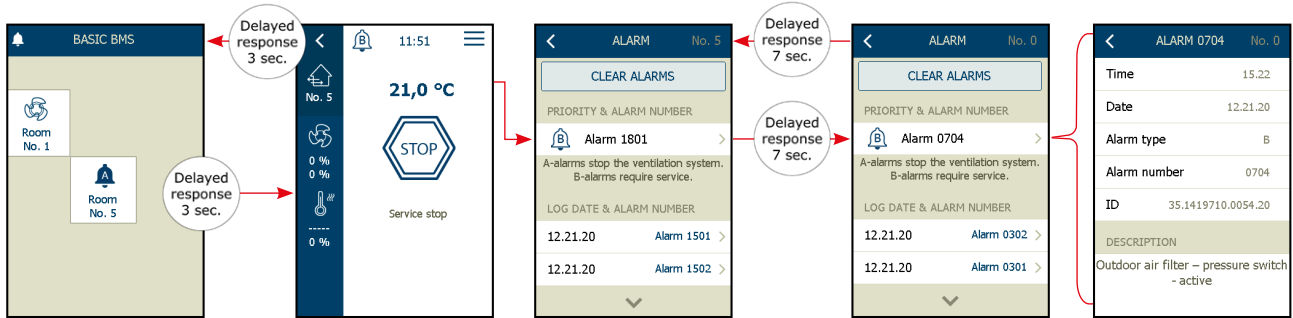 BASIC BMS
Room
No. 1
A
Room
No. 5
Delayed
response
3 sec.
Delayed
response
3 sec.
B
11:51
No. 5
0 %
0 %
-----
0 %
21,0 °C
STOP
Service stop
ALARM No. 5
CLEAR ALARMS
PRIORITY & ALARM NUMBER
B Alarm 1801
A-alarms stop the ventilation system.
B-alarms require service.
LOG DATE & ALARM NUMBER
12.21.20 Alarm 1501
12.21.20 Alarm 1502
Delayed
response
7 sec.
Delayed
response
7 sec.
ALARM No. 0
CLEAR ALARMS
PRIORITY & ALARM NUMBER
B Alarm 0704
A-alarms stop the ventilation system.
B-alarms require service.
LOG DATE & ALARM NUMBER
12.21.20 Alarm 0302
12.21.20 Alarm 0301
ALARM 0704 No. 0
Time 15.22
Date 12.21.20
Alarm type B
Alarm number 0704
ID 35.1419710.0054.20
DESCRIPTION
Outdoor air filter – pressure switch
- active